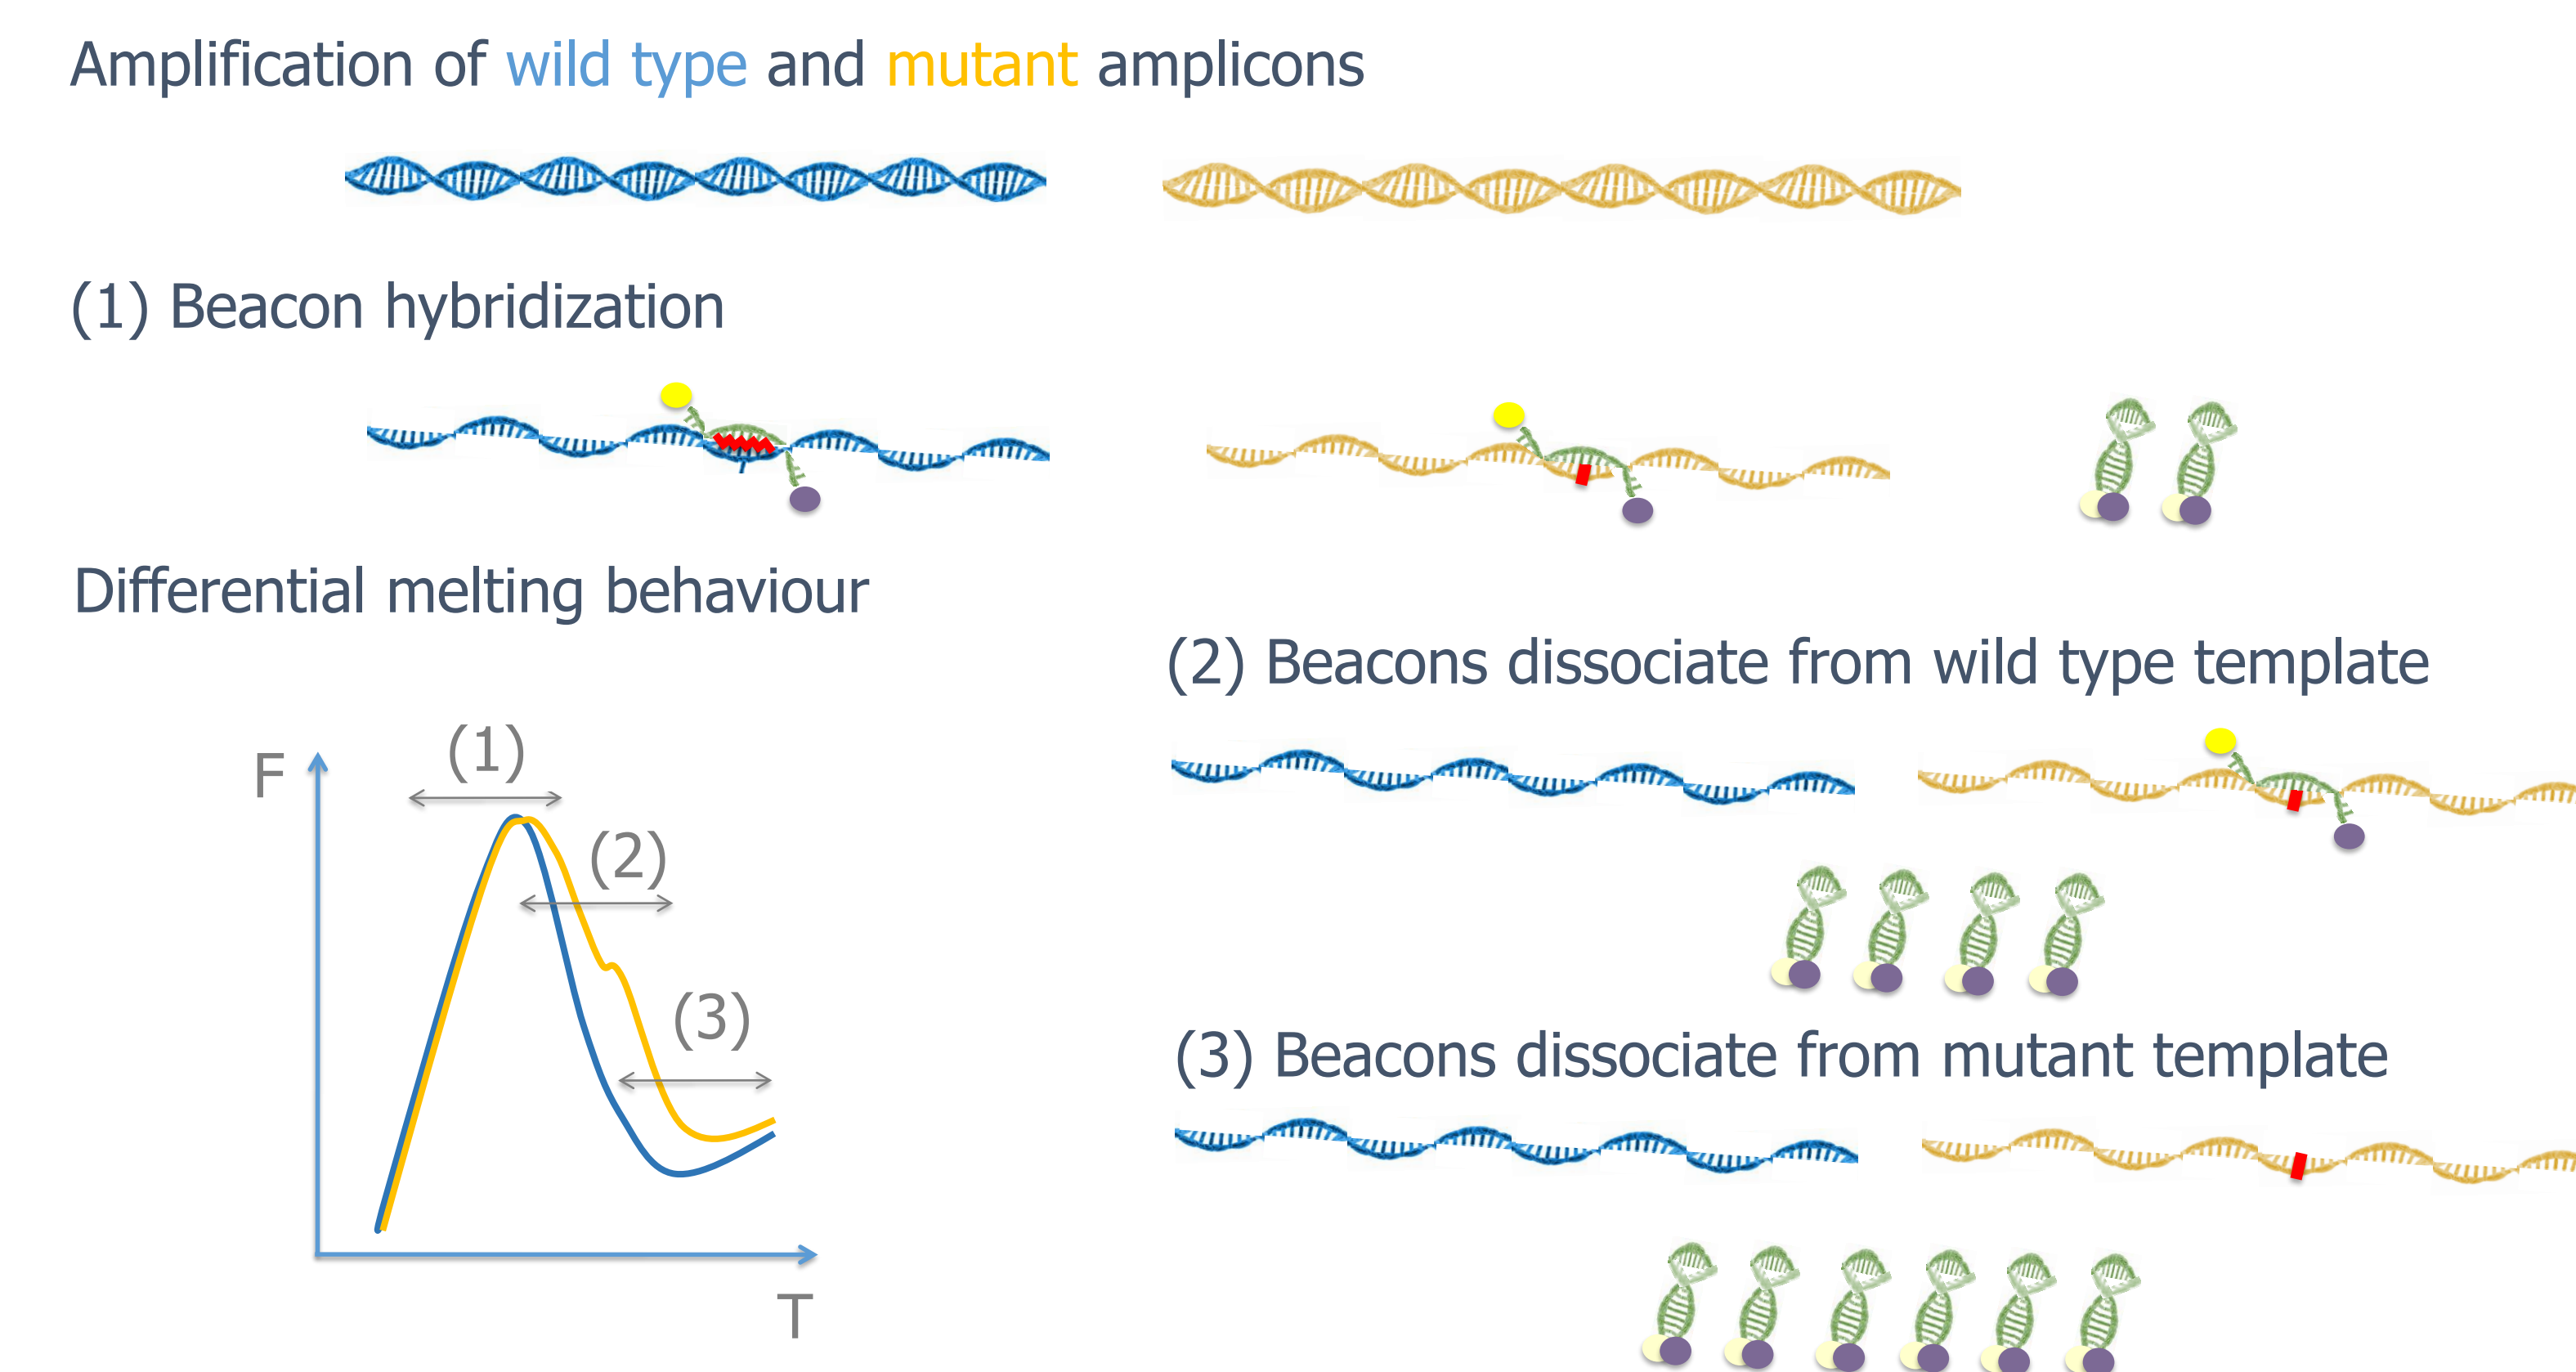 Amplification of wild type and mutant amplicons
(1) Beacon hybridization
Differential melting behaviour
(2) Beacons dissociate from wild type template
F
(1)
(2)
(3)
T
(3) Beacons dissociate from mutant template